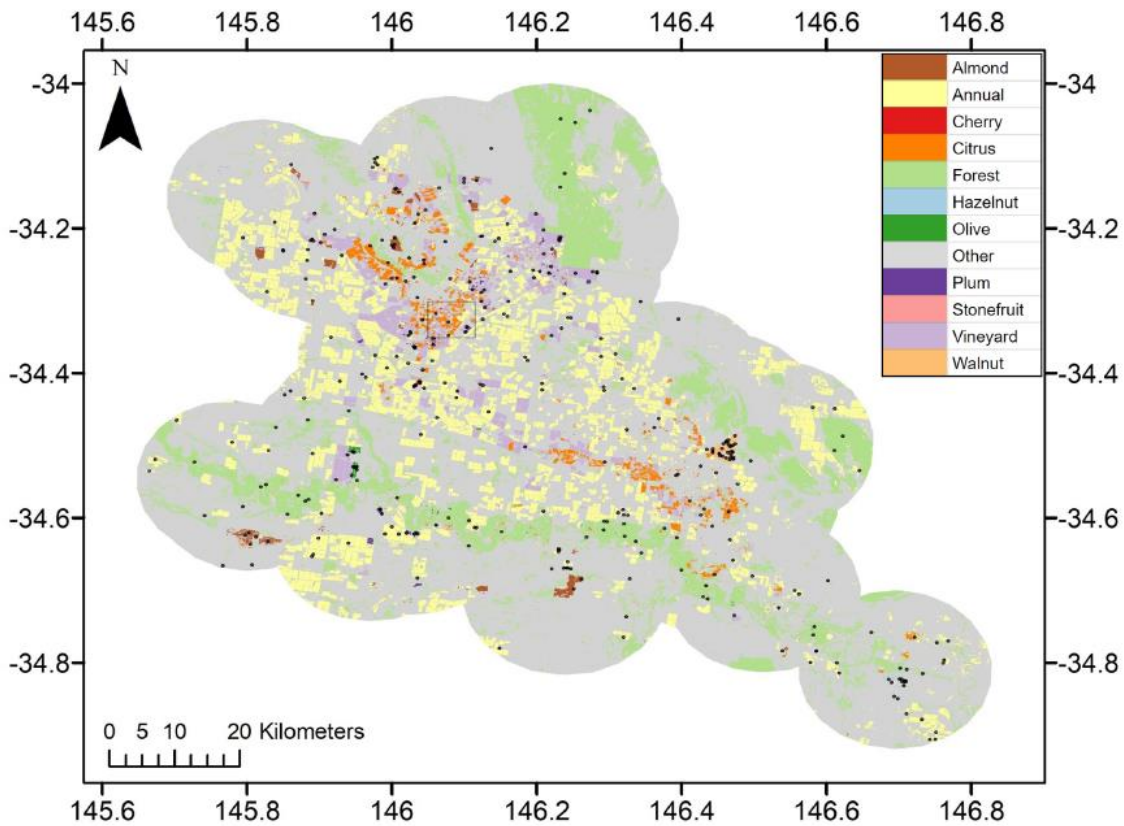 145.6 145.8 146 146.2 146.4 146.6 146.8
N
Almond
Annual
Cherry
Citrus
Forest
Hazelnut
Olive
Other
Plum
Stonefruit
Vineyard
Walnut
-34 -34
-34.2 -34.2
-34.4 -34.4
-34.6 -34.6
-34.8 -34.8
0 5 10 20 Kilometers
145.6 145.8 146 146.2 146.4 146.6 146.8